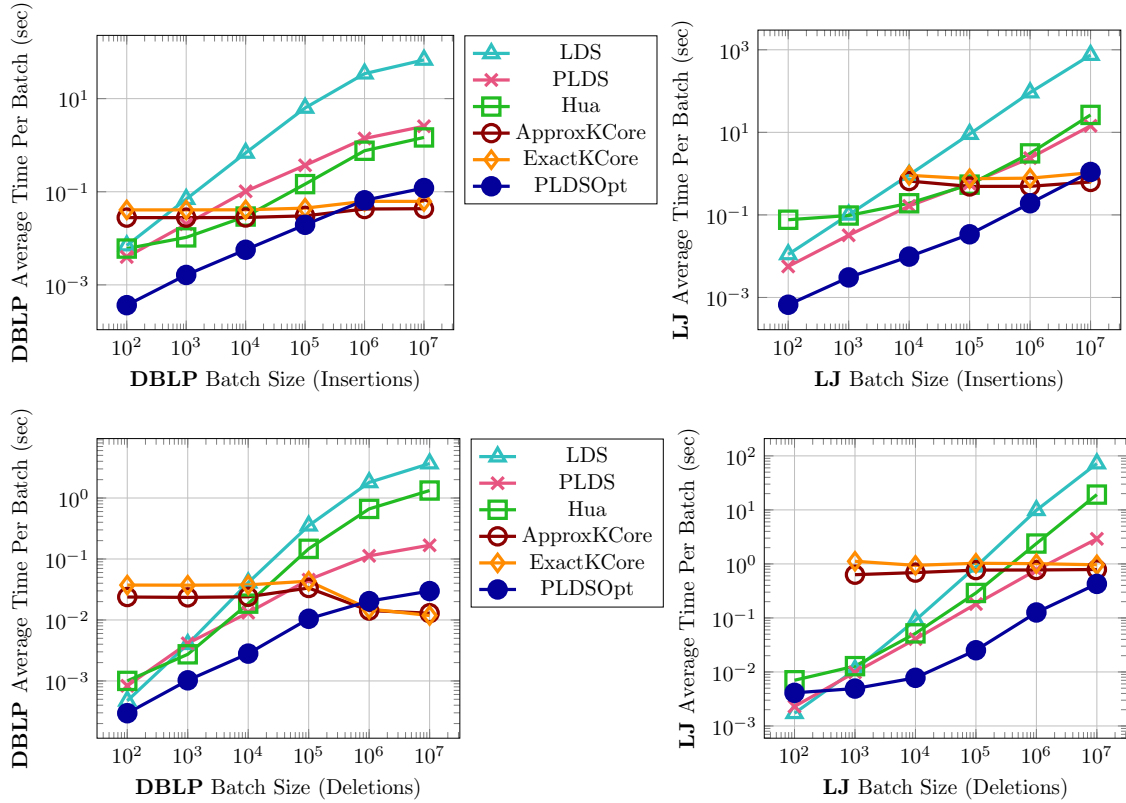 DBLP Average Time Per Batch (sec)
10^1
10^−1
10^−3
10^2 10^3 10^4 10^5 10^6 10^7
DBLP Batch Size (Insertions)
LDS
PLDS
Hua
ApproxKCore
ExactKCore
PLDSOpt
LJ Average Time Per Batch (sec)
10^3
10^1
10^−1
10^−3
10^2 10^3 10^4 10^5 10^6 10^7
LJ Batch Size (Insertions)
DBLP Average Time Per Batch (sec)
10^0
10^−1
10^−2
10^−3
10^2 10^3 10^4 10^5 10^6 10^7
DBLP Batch Size (Deletions)
LDS
PLDS
Hua
ApproxKCore
ExactKCore
PLDSOpt
LJ Average Time Per Batch (sec)
10^2
10^1
10^0
10^−1
10^−2
10^−3
10^2 10^3 10^4 10^5 10^6 10^7
LJ Batch Size (Deletions)